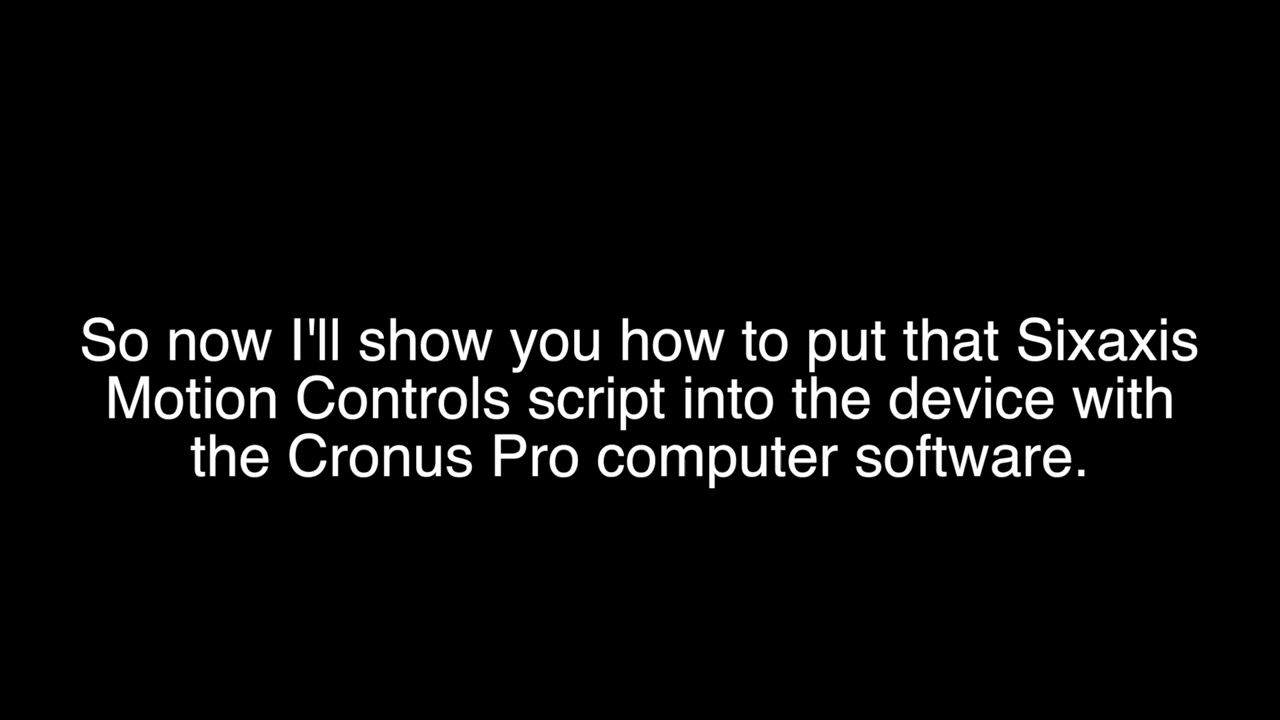 So now I'll show you how to put that Sixaxis
Motion Controls script into the device with
the Cronus Pro computer software.